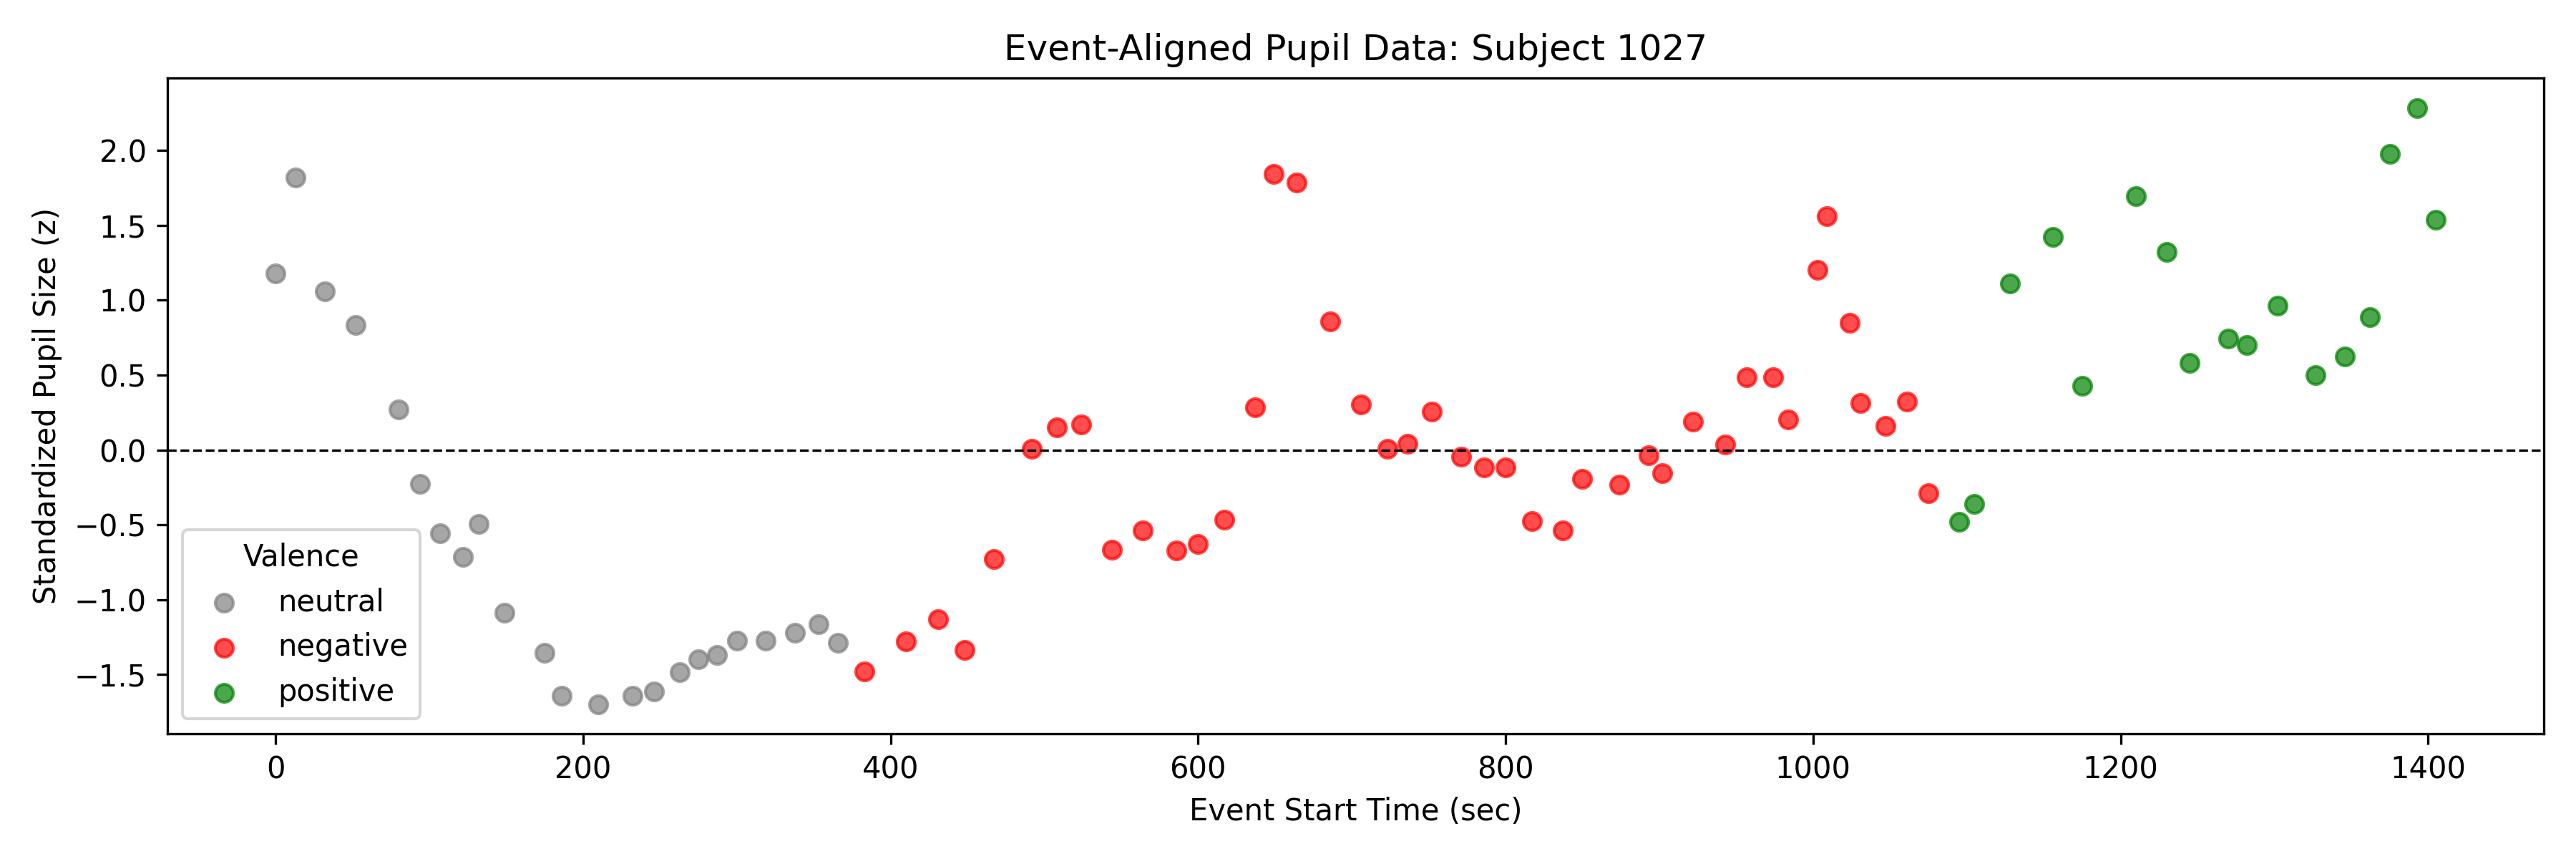 Event-Aligned Pupil Data: Subject 1027
Standardized Pupil Size (z)
2.0
1.5
1.0
0.5
0.0
−0.5
−1.0
−1.5
Valence
neutral
negative
positive
0 200 400 600 800 1000 1200 1400
Event Start Time (sec)